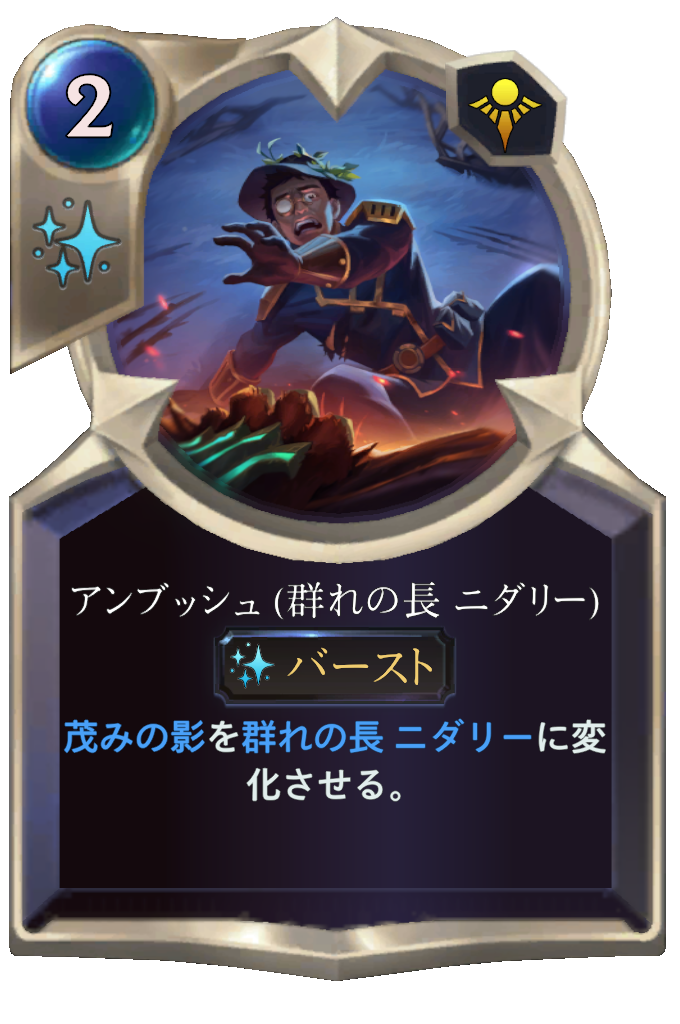 2
アンブッシュ (群れの長 ニダリー)
バースト
茂みの影を群れの長 ニダリーに変
化させる。